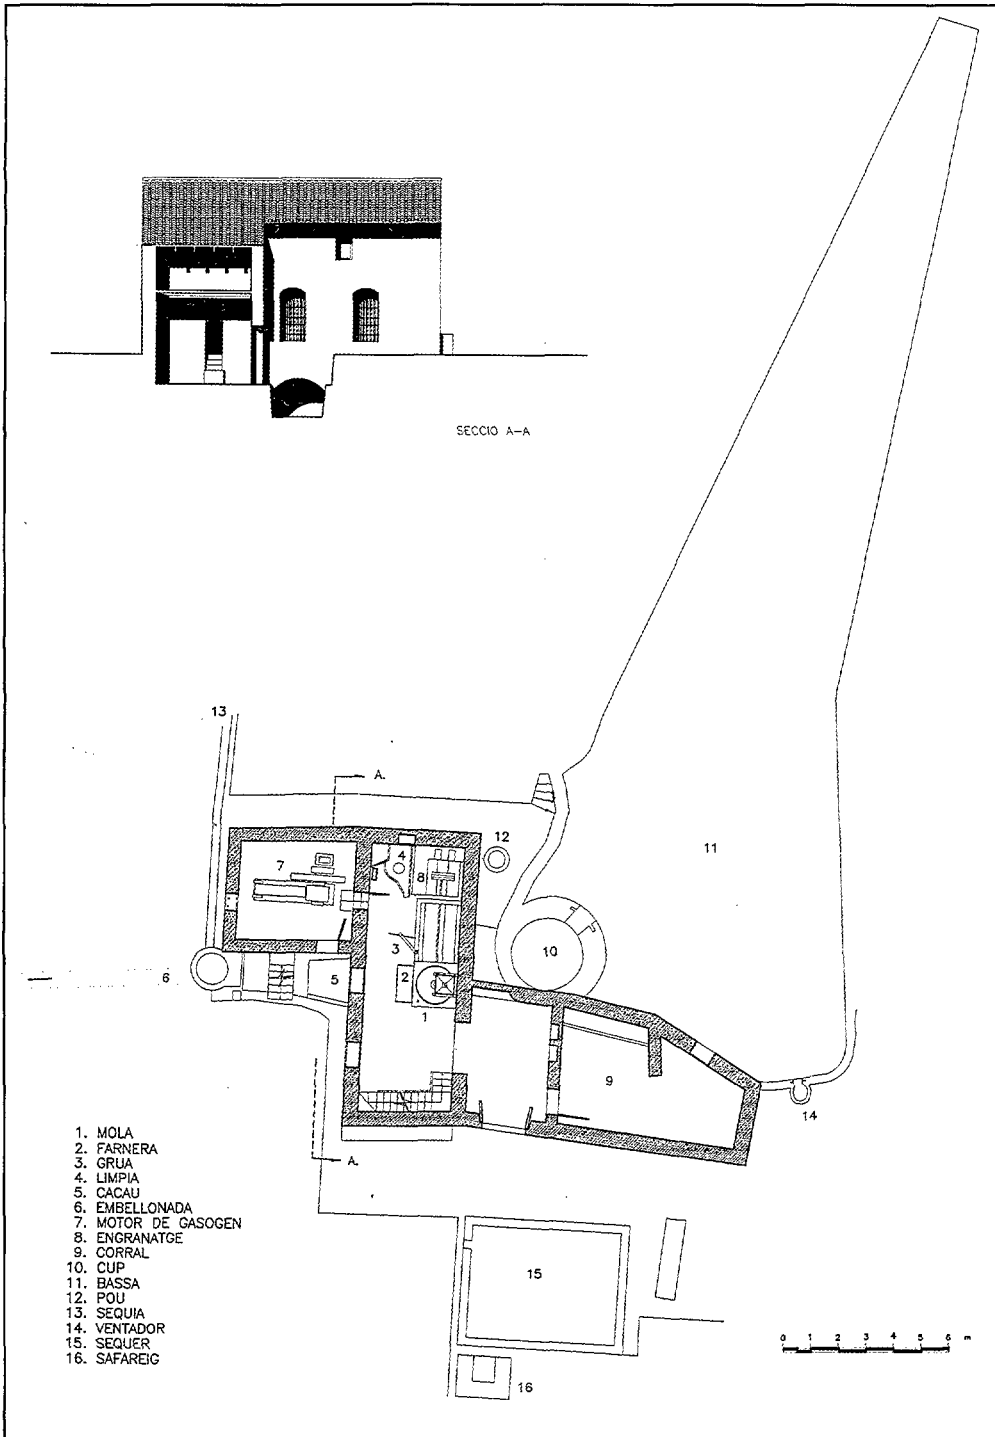 SECCIO A-A
13
A.
12
11
7
4
8
3
10
6
5
2
1
9
14
A.
1. MOLA
2. FARNERA
3. GRUA
4. LIMPIA
5. CACAU
6. EMBELLONADA
7. MOTOR DE GASOGEN
8. ENGRANATGE
9. CORRAL
10. CUP
11. BASSA
12. POU
13. SEQUIA
14. VENTADOR
15. SEQUER
16. SAFAREIG
15
0 1 2 3 4 5 6 m
16